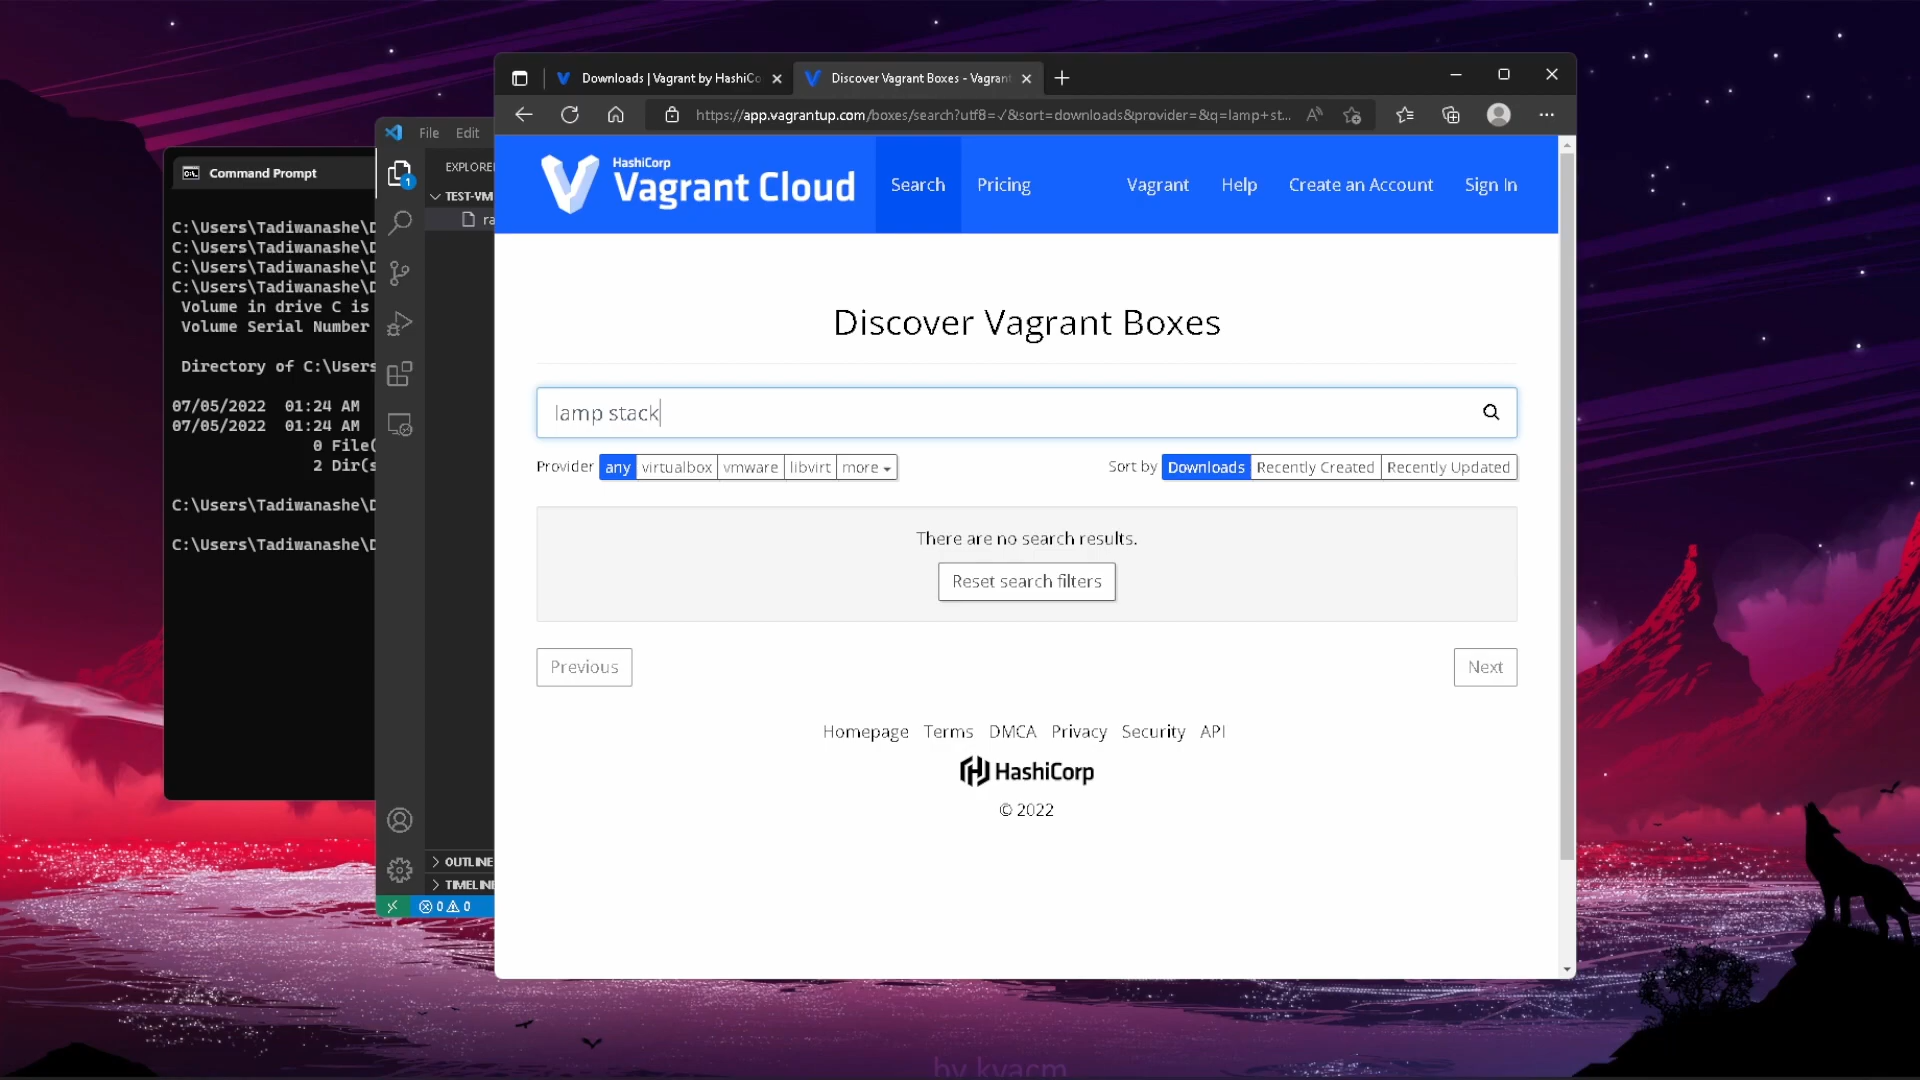 Downloads | Vagrant by HashiCo
Discover Vagrant Boxes - Vagran
https://app.vagrantup.com/boxes/search?utf8=✓&sort=downloads&provider=&q=lamp+st...
File Edit
EXPLORE
TEST-VM
ra
OUTLINE
TIMELINE
0 0
Command Prompt
C:\Users\Tadiwanashe\D
C:\Users\Tadiwanashe\D
C:\Users\Tadiwanashe\D
C:\Users\Tadiwanashe\D
Volume in drive C is
Volume Serial Number
Directory of C:\Users
07/05/2022 01:24 AM
07/05/2022 01:24 AM
0 File(
2 Dir(s
C:\Users\Tadiwanashe\D
C:\Users\Tadiwanashe\D
HashiCorp
Vagrant Cloud
Search Pricing Vagrant Help Create an Account Sign In
Discover Vagrant Boxes
lamp stack
Provider any virtualbox vmware libvirt more Sort by Downloads Recently Created Recently Updated
There are no search results.
Reset search filters
Previous Next
Homepage Terms DMCA Privacy Security API
HashiCorp
© 2022
by kvacm